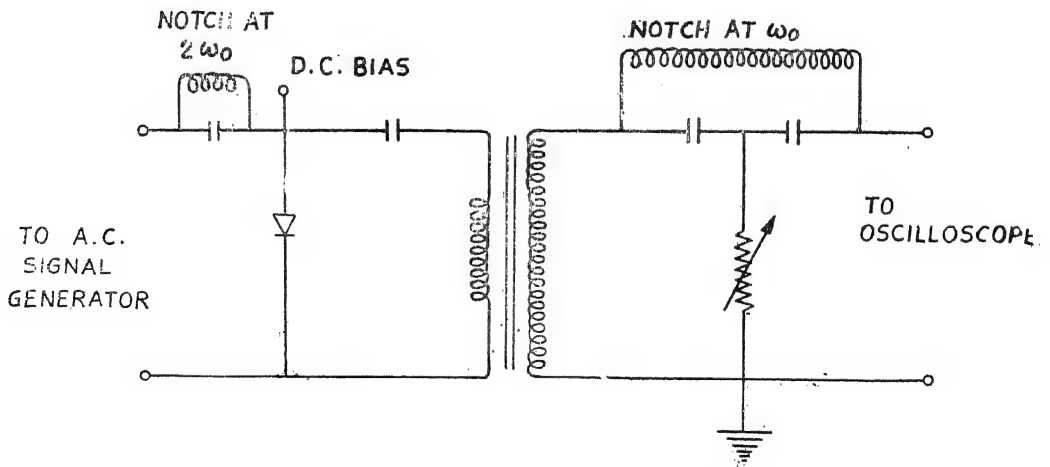 NOTCH AT
2ω₀
D.C. BIAS
NOTCH AT ω₀
TO A.C.
SIGNAL
GENERATOR
TO
OSCILLOSCOPE.